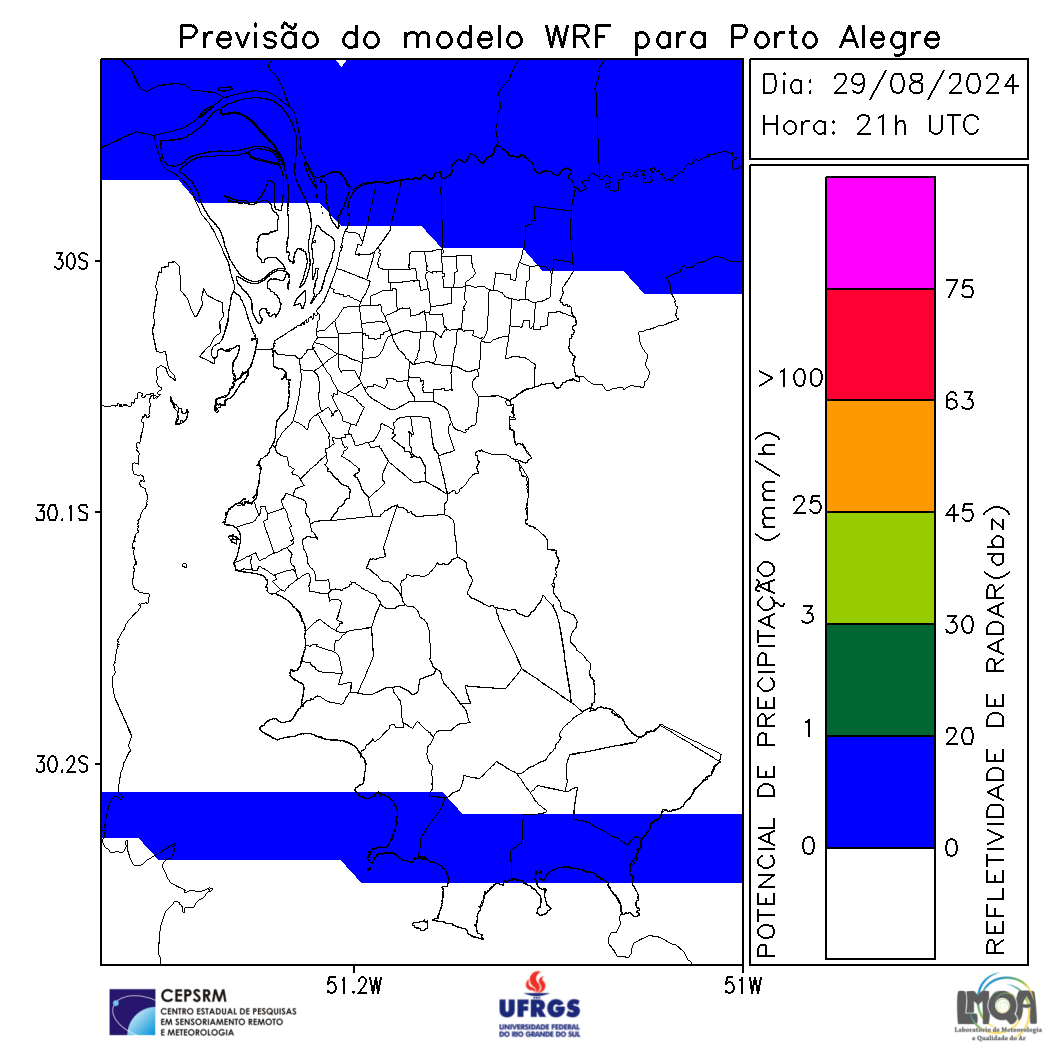 Previsão do modelo WRF para Porto Alegre
Dia: 29/08/2024
Hora: 21h UTC
30S
30.1S
30.2S
51.2W
51W
POTENCIAL DE PRECIPITAÇÃO (mm/h)
>100
25
3
1
0
75
63
45
30
20
0
REFLETIVIDADE DE RADAR(dbz)
CEPSRM
CENTRO ESTADUAL DE PESQUISAS
EM SENSORIAMENTO REMOTO
E METEOROLOGIA
UFRGS
UNIVERSIDADE FEDERAL
DO RIO GRANDE DO SUL
LMQA
Laboratório de Meteorologia
e Qualidade do Ar